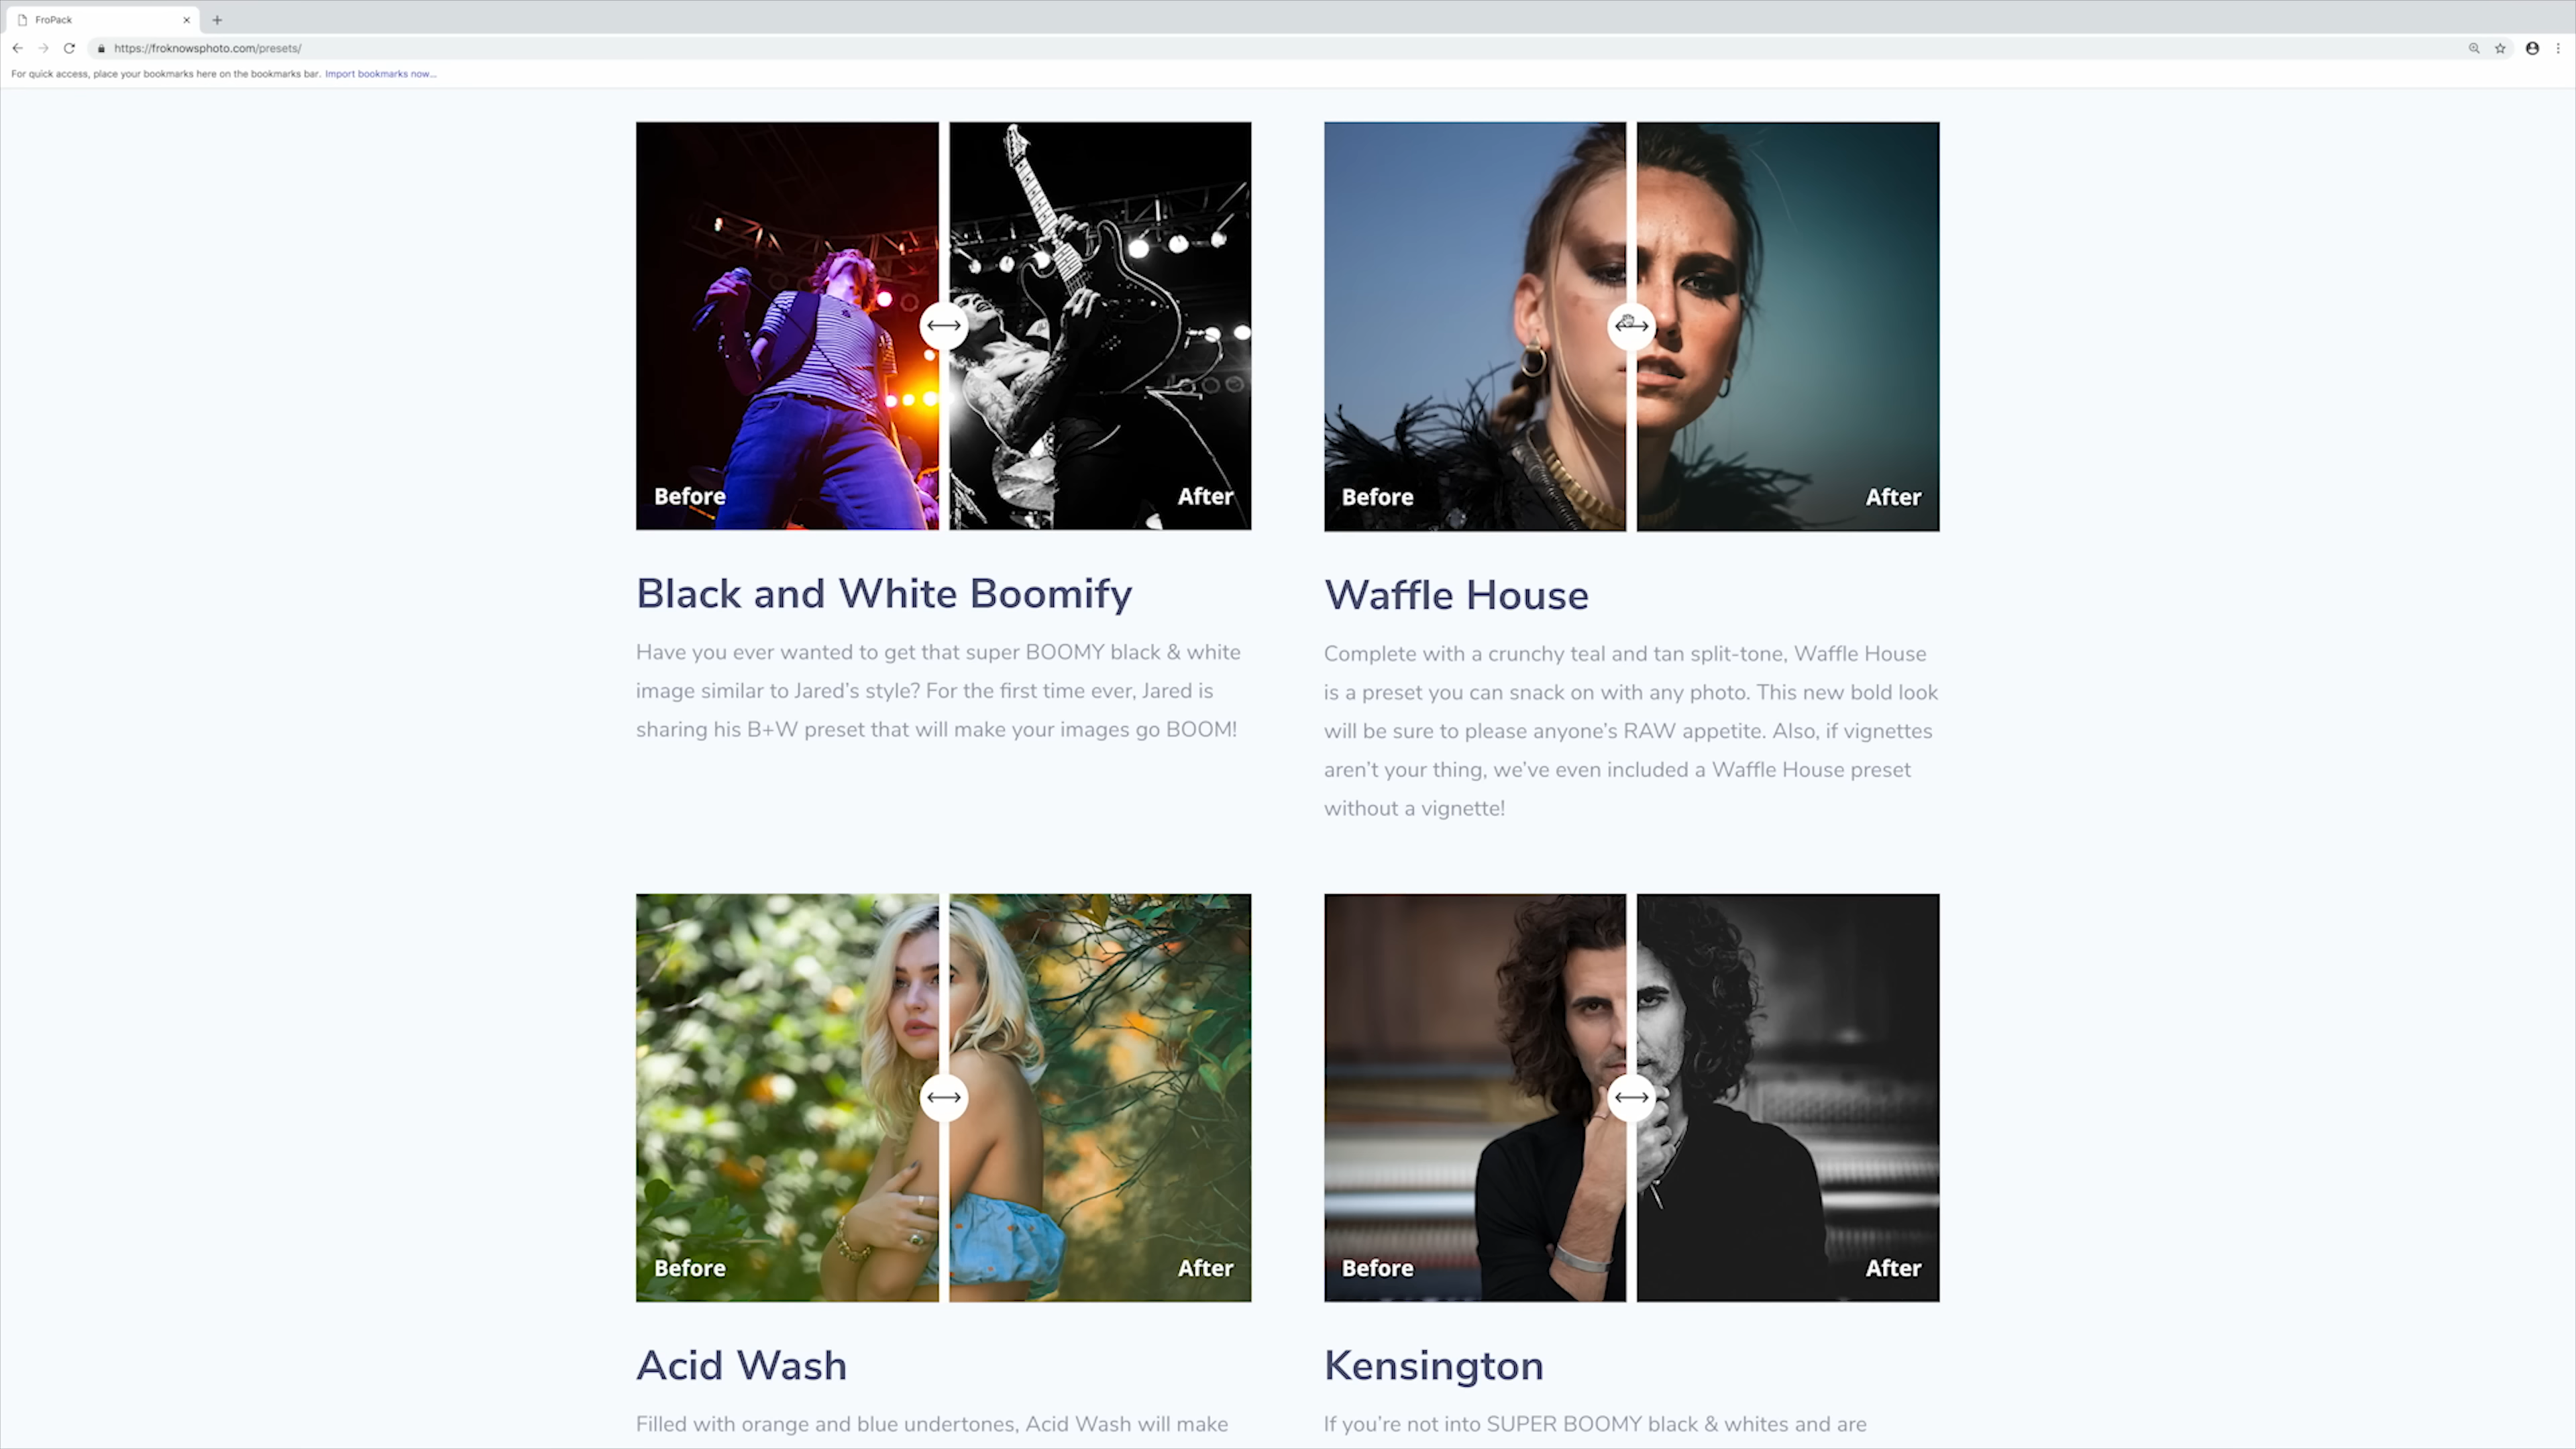 FroPack
https://froknowsphoto.com/presets/
For quick access, place your bookmarks here on the bookmarks bar. Import bookmarks now...
Before
After
Before
After
Black and White Boomify
Have you ever wanted to get that super BOOMY black & white
image similar to Jared’s style? For the first time ever, Jared is
sharing his B+W preset that will make your images go BOOM!
Waffle House
Complete with a crunchy teal and tan split-tone, Waffle House
is a preset you can snack on with any photo. This new bold look
will be sure to please anyone’s RAW appetite. Also, if vignettes
aren’t your thing, we’ve even included a Waffle House preset
without a vignette!
Before
After
Before
After
Acid Wash
Filled with orange and blue undertones, Acid Wash will make
Kensington
If you’re not into SUPER BOOMY black & whites and are